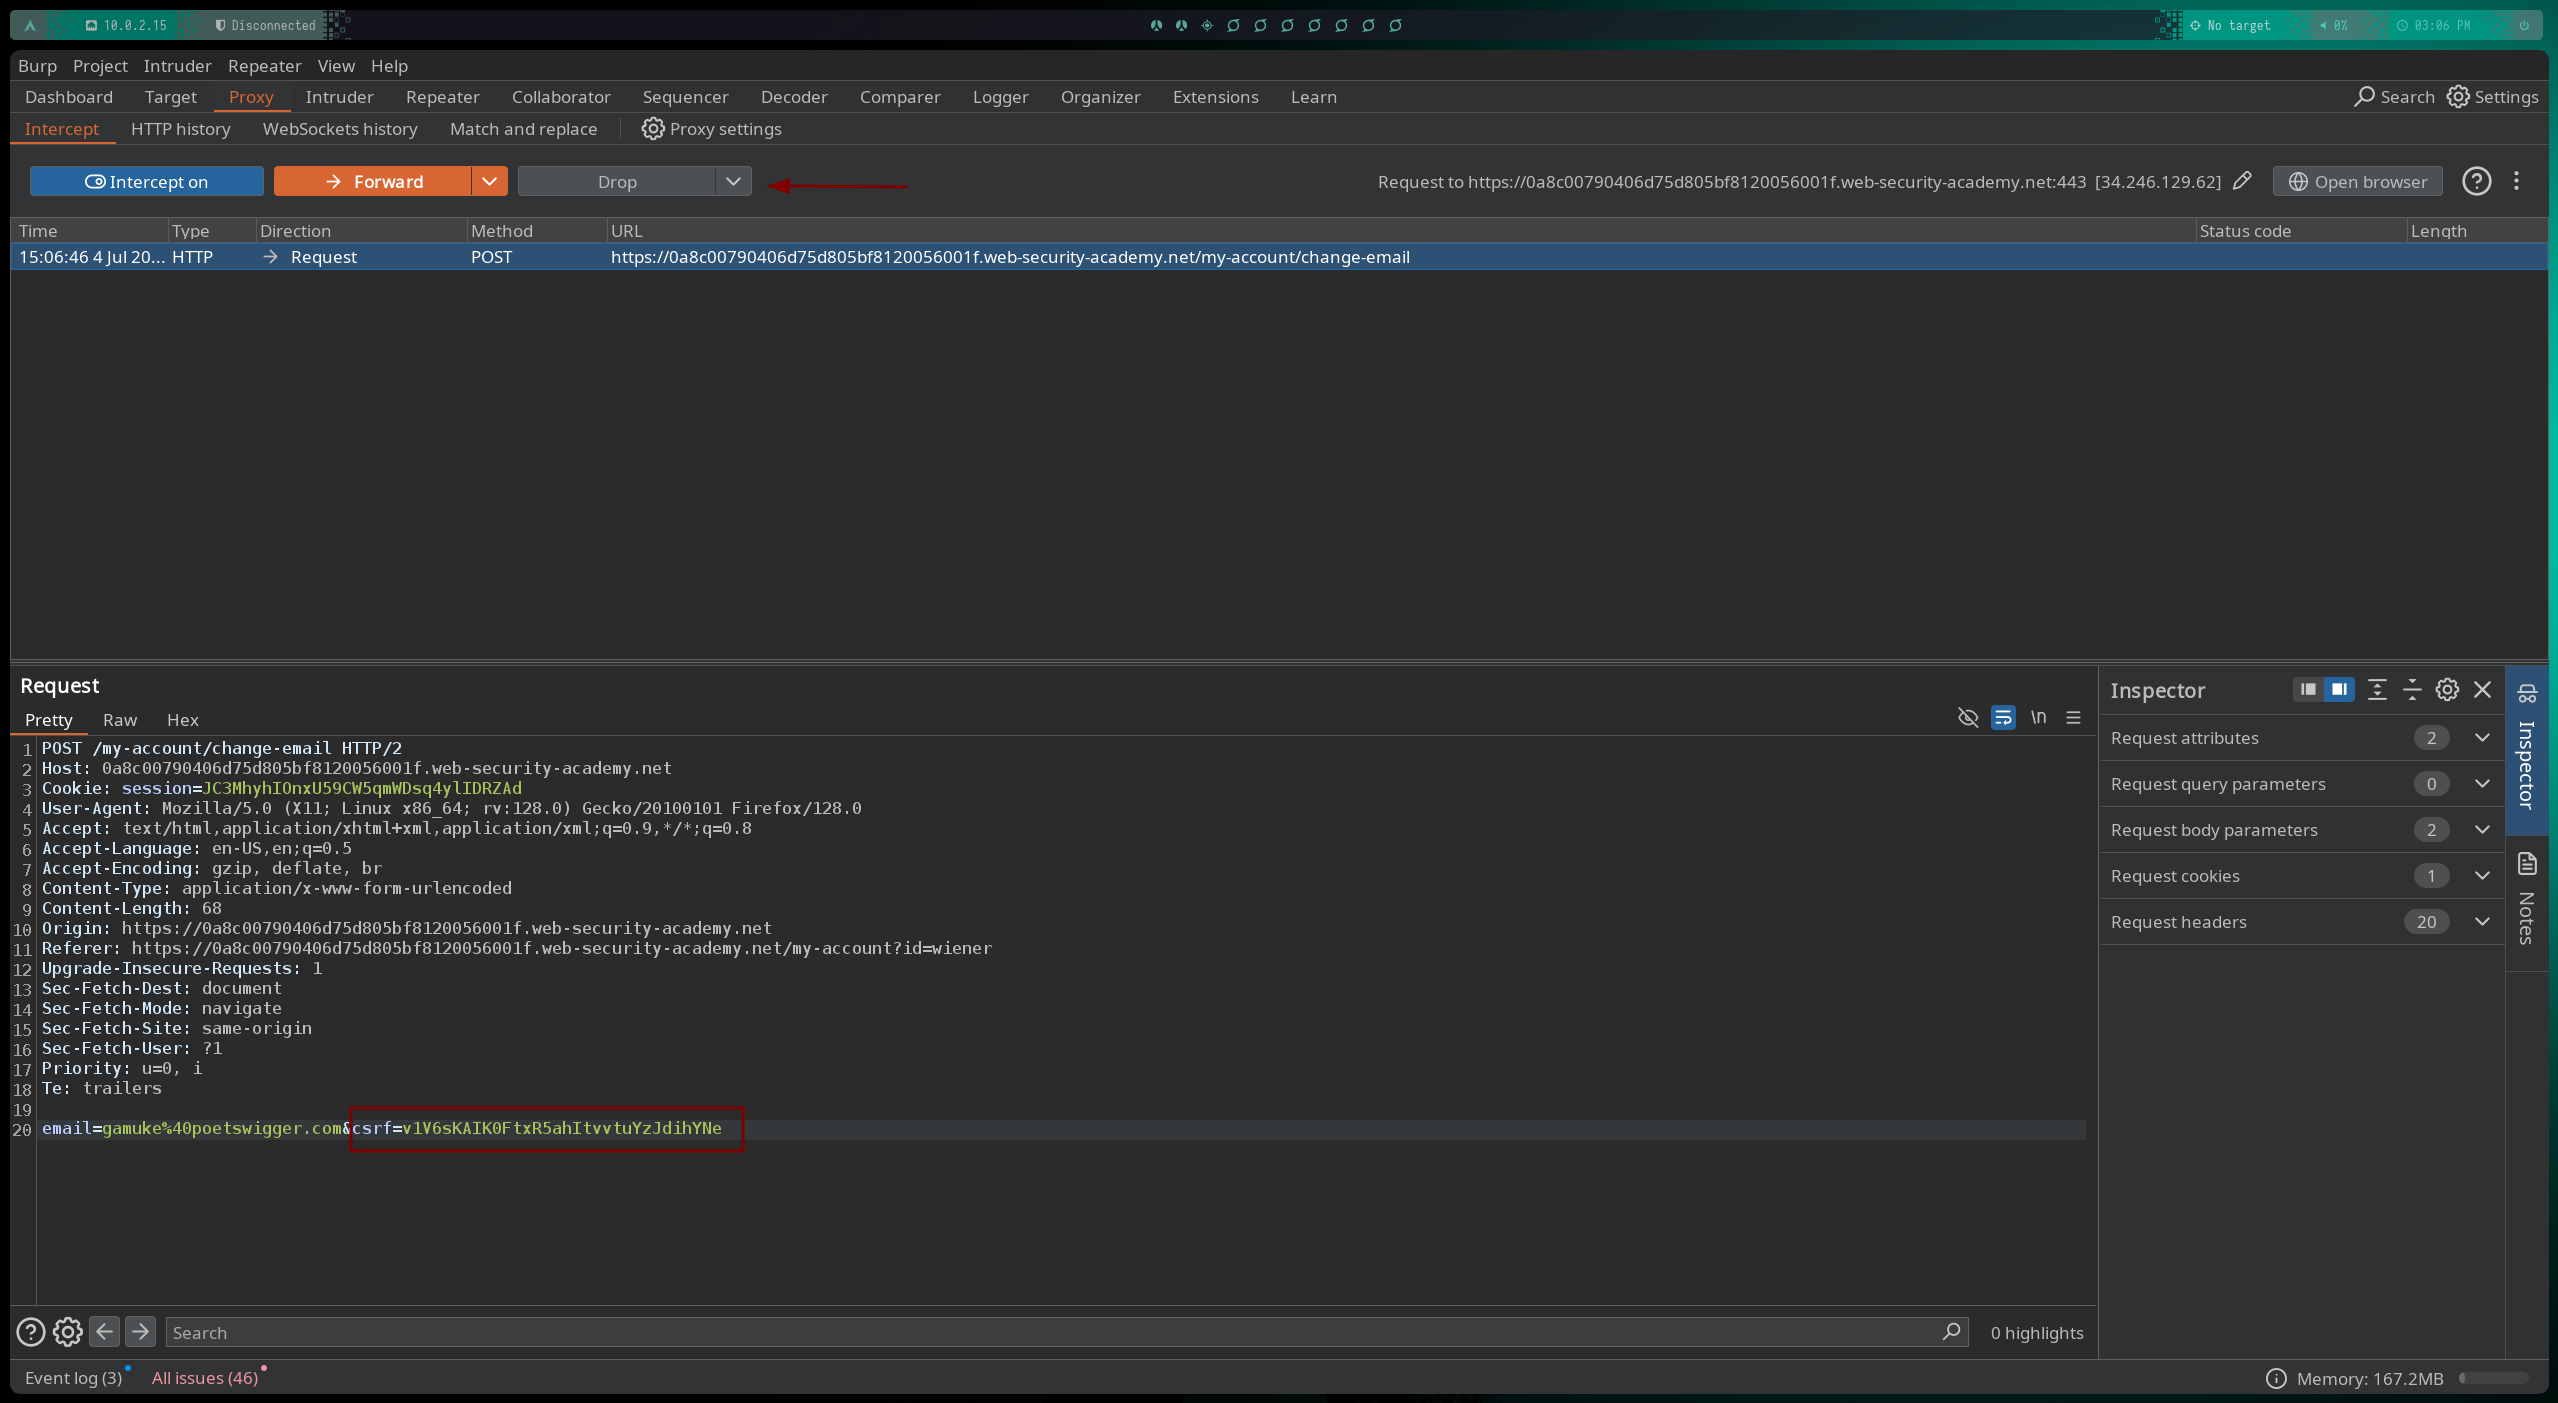 10.0.2.15 Disconnected No target 0% 03:06 PM
Burp Project Intruder Repeater View Help
Dashboard Target Proxy Intruder Repeater Collaborator Sequencer Decoder Comparer Logger Organizer Extensions Learn Search Settings
Intercept HTTP history WebSockets history Match and replace Proxy settings
Intercept on Forward Drop Request to https://0a8c00790406d75d805bf8120056001f.web-security-academy.net:443 [34.246.129.62] Open browser
Time Type Direction Method URL Status code Length
15:06:46 4 Jul 20... HTTP Request POST https://0a8c00790406d75d805bf8120056001f.web-security-academy.net/my-account/change-email
Request
Pretty Raw Hex \n
1 POST /my-account/change-email HTTP/2
2 Host: 0a8c00790406d75d805bf8120056001f.web-security-academy.net
3 Cookie: session=JC3MhyhIOnxU59CW5qmWDsq4ylIDRZAd
4 User-Agent: Mozilla/5.0 (X11; Linux x86_64; rv:128.0) Gecko/20100101 Firefox/128.0
5 Accept: text/html,application/xhtml+xml,application/xml;q=0.9,*/*;q=0.8
6 Accept-Language: en-US,en;q=0.5
7 Accept-Encoding: gzip, deflate, br
8 Content-Type: application/x-www-form-urlencoded
9 Content-Length: 68
10 Origin: https://0a8c00790406d75d805bf8120056001f.web-security-academy.net
11 Referer: https://0a8c00790406d75d805bf8120056001f.web-security-academy.net/my-account?id=wiener
12 Upgrade-Insecure-Requests: 1
13 Sec-Fetch-Dest: document
14 Sec-Fetch-Mode: navigate
15 Sec-Fetch-Site: same-origin
16 Sec-Fetch-User: ?1
17 Priority: u=0, i
18 Te: trailers
19
20 email=gamuke%40poetswigger.com&csrf=v1V6sKAIK0FtxR5ahItvvtuYzJdihYNe
Inspector
Request attributes 2
Request query parameters 0
Request body parameters 2
Request cookies 1
Request headers 20
Inspector
Notes
Search 0 highlights
Event log (3) All issues (46) Memory: 167.2MB